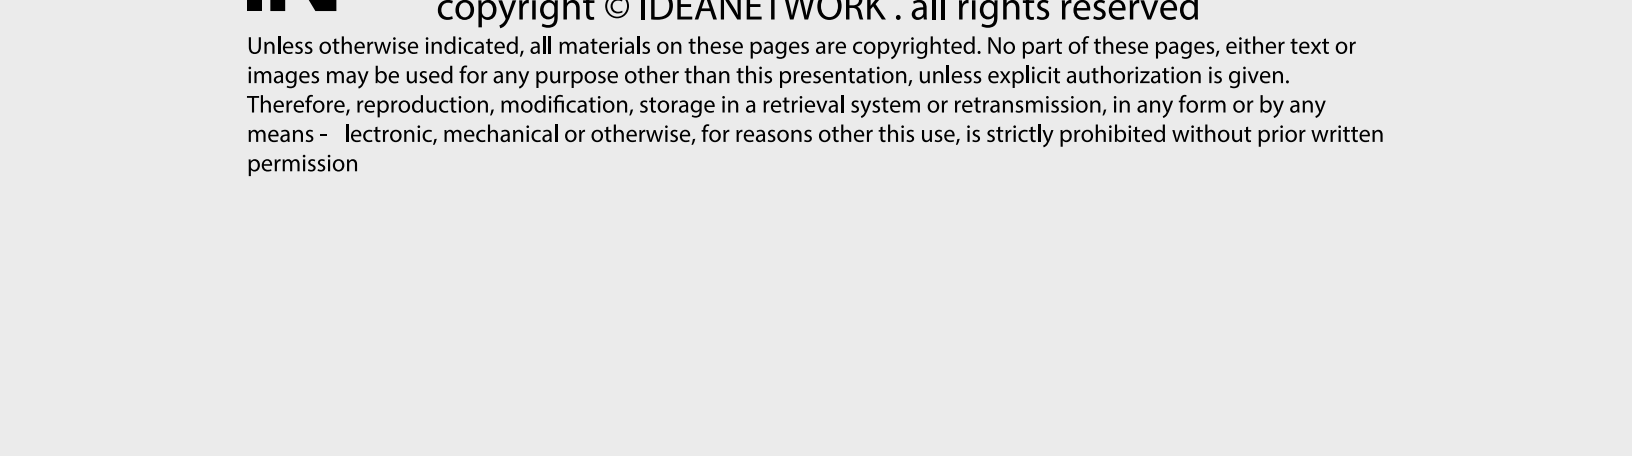 IN
copyright © IDEANETWORK . all rights reserved
Unless otherwise indicated, all materials on these pages are copyrighted. No part of these pages, either text or
images may be used for any purpose other than this presentation, unless explicit authorization is given.
Therefore, reproduction, modification, storage in a retrieval system or retransmission, in any form or by any
means -   lectronic, mechanical or otherwise, for reasons other this use, is strictly prohibited without prior written
permission